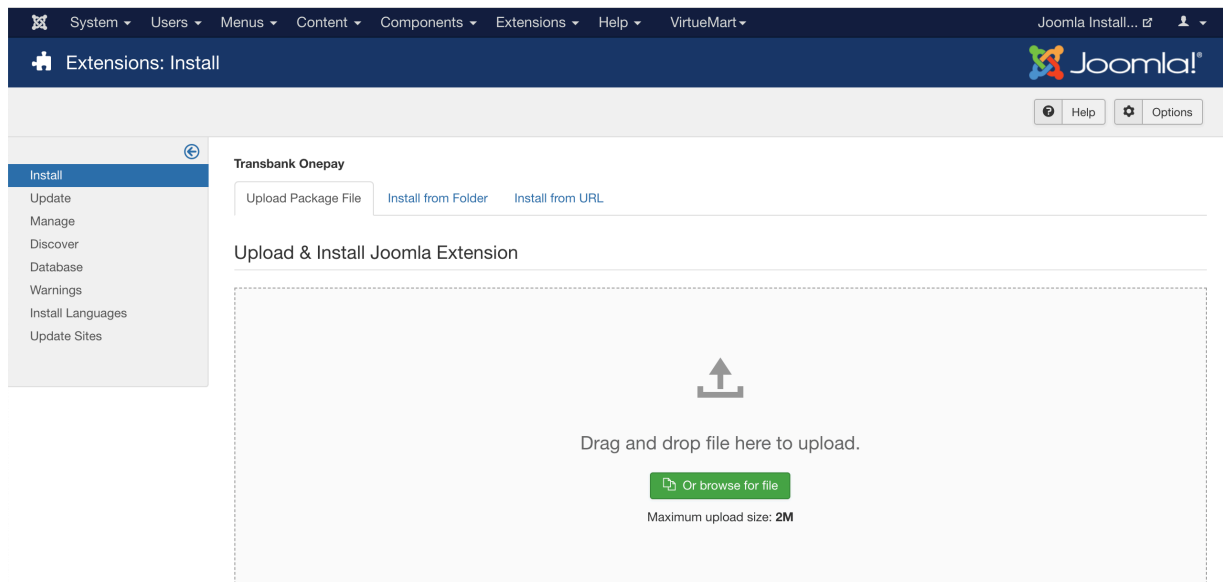 System Users Menus Content Components Extensions Help VirtueMart Joomla Install...
Extensions: Install Joomla!®
Help Options
Install
Update
Manage
Discover
Database
Warnings
Install Languages
Update Sites
Transbank Onepay
Upload Package File Install from Folder Install from URL
Upload & Install Joomla Extension
Drag and drop file here to upload.
Or browse for file
Maximum upload size: 2M